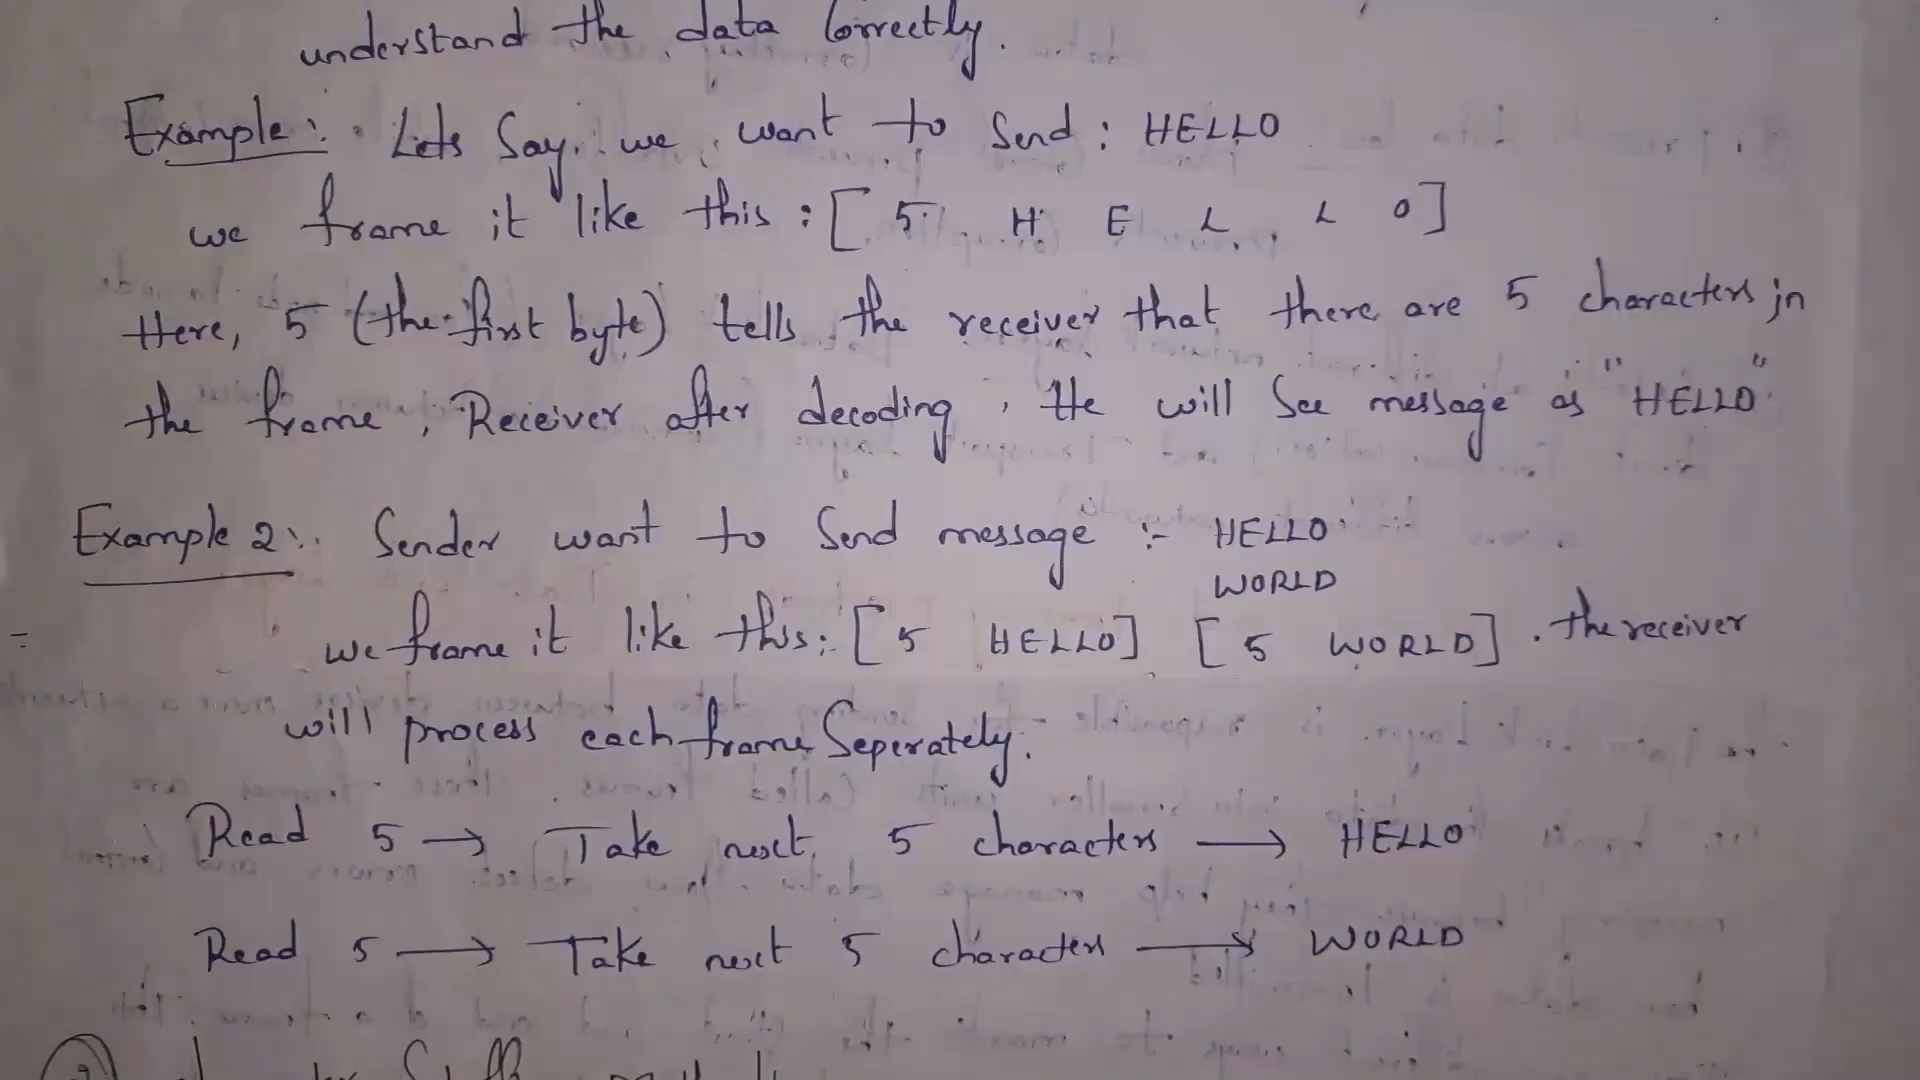 understand the data correctly.
Example :. Lets Say, we want to Send : HELLO
we frame it like this : [ 5 H E L L O ]
Here, 5 (the first byte) tells the receiver that there are 5 characters in
the frame, Receiver after decoding, He will See message as "HELLO"
Example 2 :. Sender want to Send message :- HELLO
WORLD
we frame it like this : [ 5 HELLO ] [ 5 WORLD ] . the receiver
will process each frame Seperately.
Read 5 → Take next 5 characters → HELLO
Read 5 → Take next 5 characters → WORLD